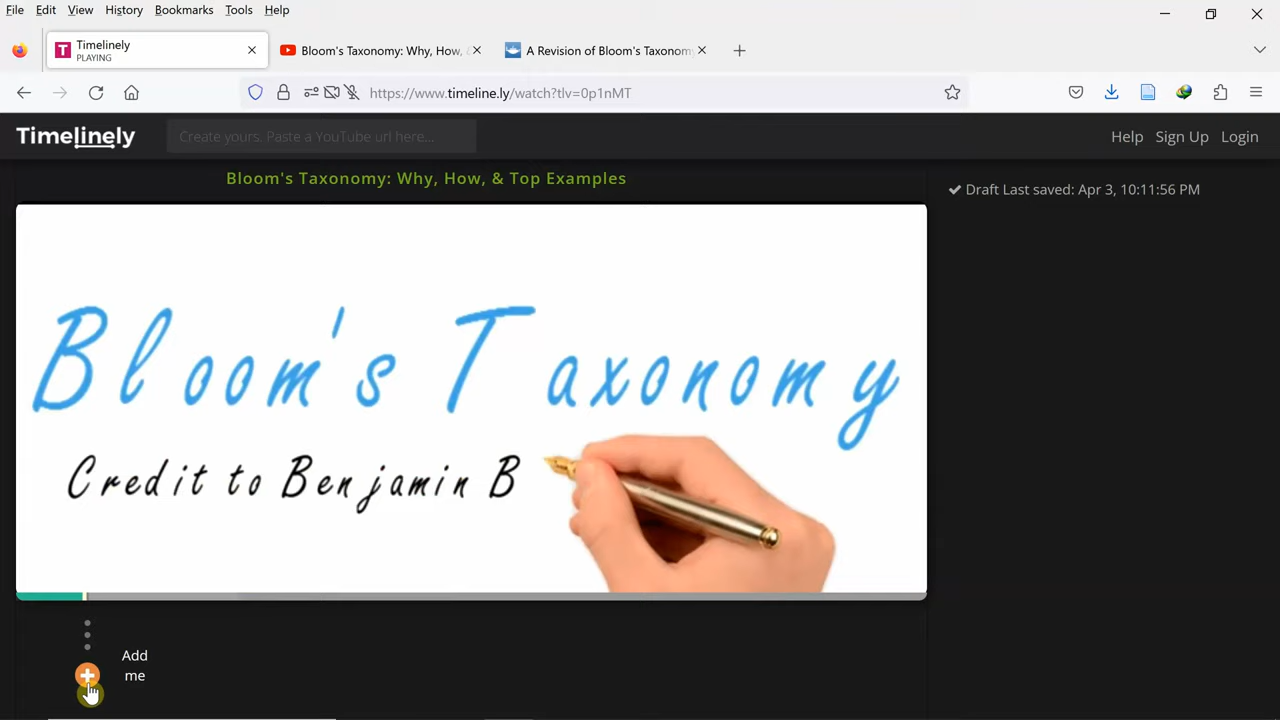 File Edit View History Bookmarks Tools Help
Timelinely
PLAYING
Bloom's Taxonomy: Why, How, &
A Revision of Bloom's Taxonomy
https://www.timeline.ly/watch?tlv=0p1nMT
Timelinely
Create yours. Paste a YouTube url here...
Help Sign Up Login
Bloom's Taxonomy: Why, How, & Top Examples
Draft Last saved: Apr 3, 10:11:56 PM
Bloom's Taxonomy
Credit to Benjamin B
Add
me